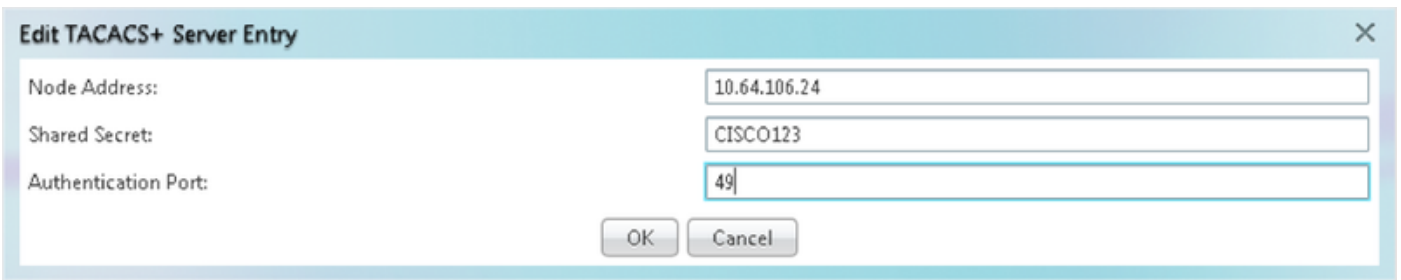 Edit TACACS+ Server Entry
Node Address: 10.64.106.24
Shared Secret: CISCO123
Authentication Port: 49
OK Cancel